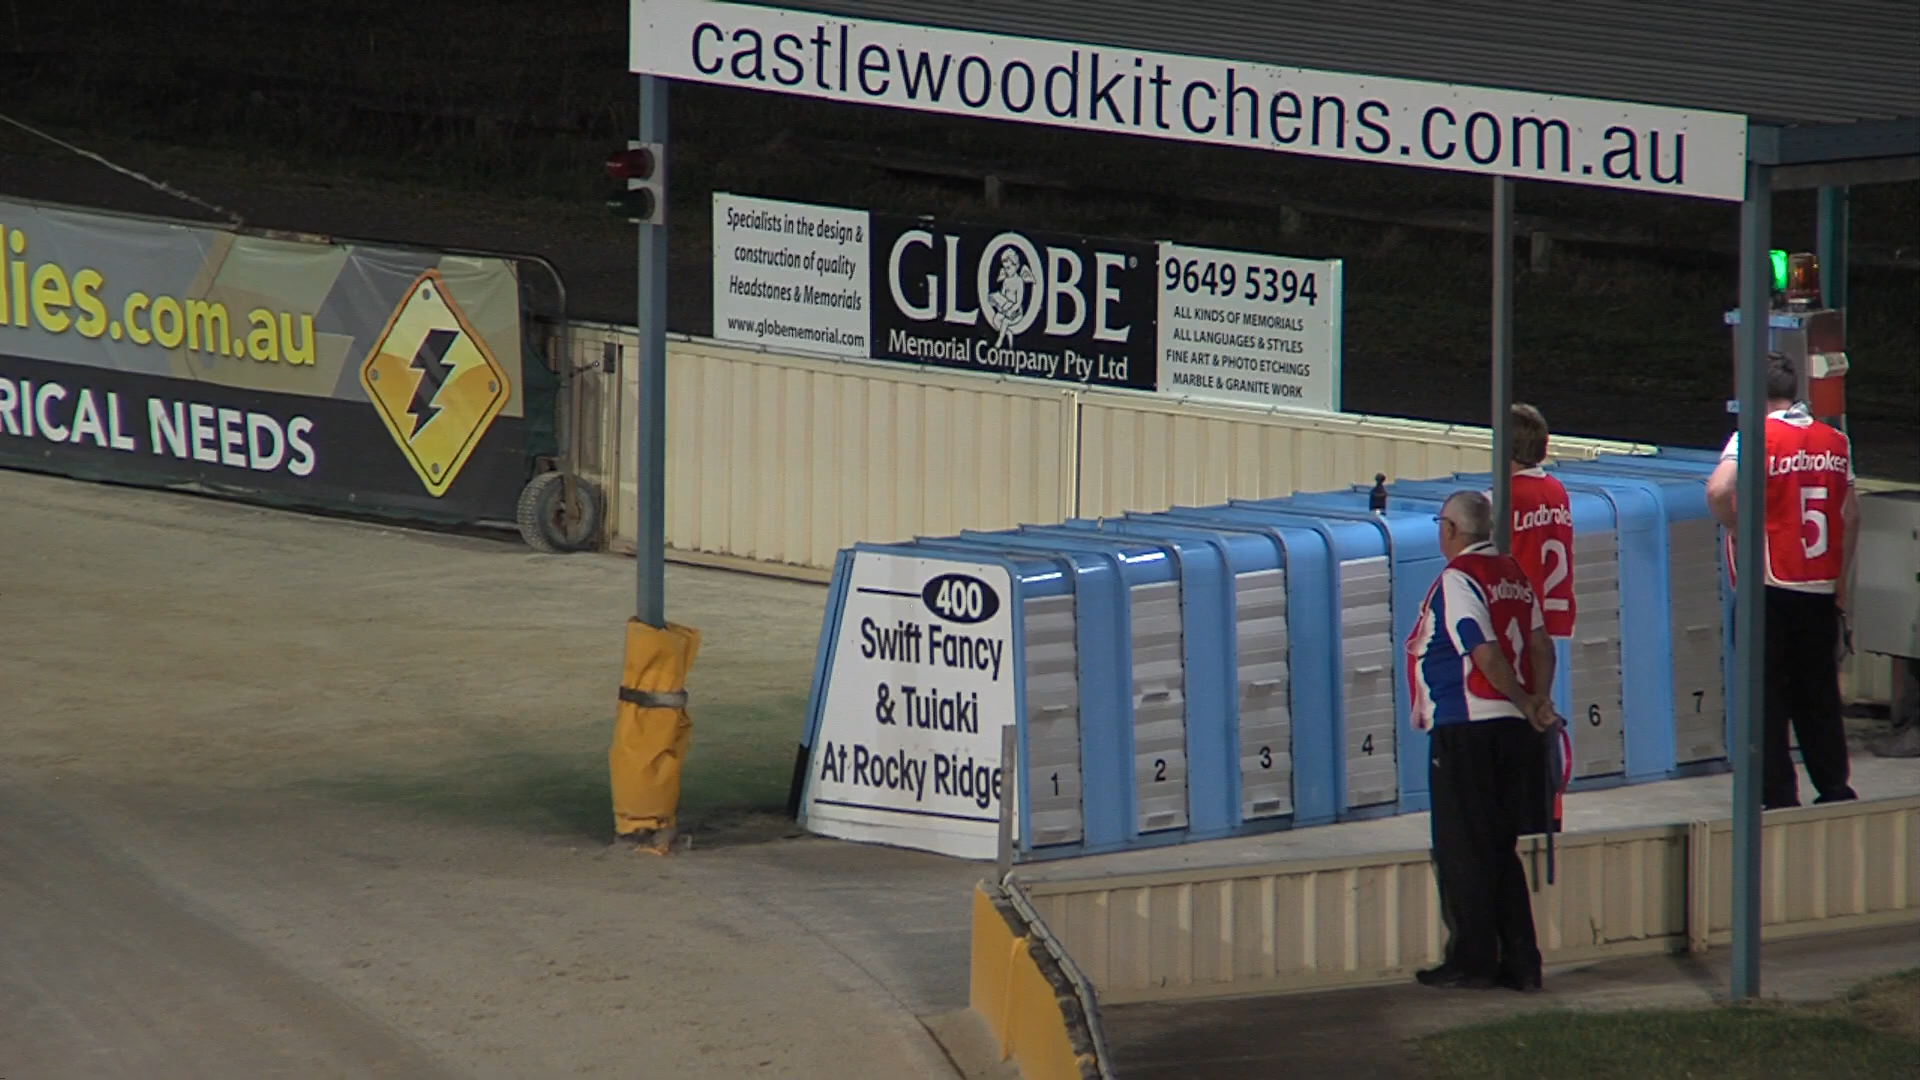 castlewoodkitchens.com.au
Specialists in the design &
construction of quality
Headstones & Memorials
www.globememorial.com
GLOBE®
Memorial Company Pty Ltd
9649 5394
ALL KINDS OF MEMORIALS
ALL LANGUAGES & STYLES
FINE ART & PHOTO ETCHINGS
MARBLE & GRANITE WORK
lies.com.au
RICAL NEEDS
400
Swift Fancy
& Tuiaki
At Rocky Ridge
1
2
3
4
6
7
Ladbrokes
1
Ladbroke
2
Ladbrokes
5